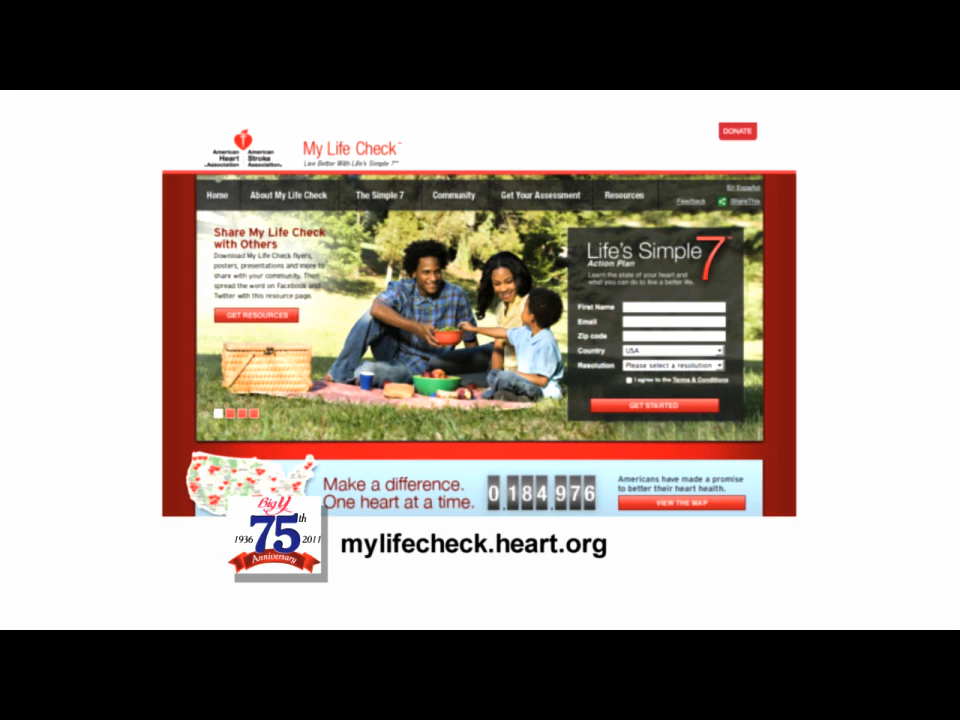 DONATE
American
Heart
Association®
American
Stroke
Association®
My Life Check™
Live Better With Life's Simple 7™
En Español
Home
About My Life Check
The Simple 7
Community
Get Your Assessment
Resources
Feedback
ShareThis
Share My Life Check
with Others
Download My Life Check flyers,
posters, presentations and more to
share with your community. Then
spread the word on Facebook and
Twitter with this resource page.
GET RESOURCES
Life's Simple 7™
Action Plan
Learn the state of your heart and
what you can do to live a better life.
First Name
Email
Zip code
Country
USA
Resolution
Please select a resolution
I agree to the Terms & Conditions
GET STARTED
Make a difference.
One heart at a time.
0,184,976
Americans have made a promise
to better their heart health.
VIEW THE MAP
Big Y
75th
1936
2011
Anniversary
mylifecheck.heart.org